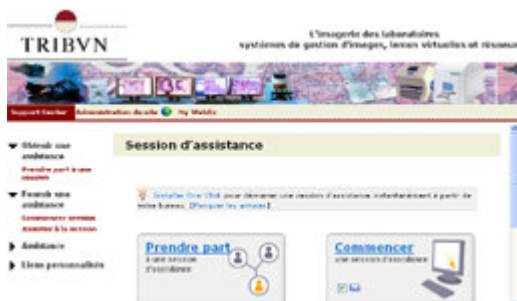 TRIBVN
L'imagerie des laboratoires
systèmes de gestion d'images, lames virtuelles et réseaux
Support Center Administration du site My WebEx
Obtenir une
assistance
Prendre part à une
session
Fournir une
assistance
Commencer session
Assister à la session
Assistance
Liens personnalisés
Session d'assistance
Installer One-Click pour démarrer une session d'assistance instantanément à partir de
votre bureau. [Masquer les astuces]
Prendre part
à une session
d'assistance
Commencer
une session d'assistance